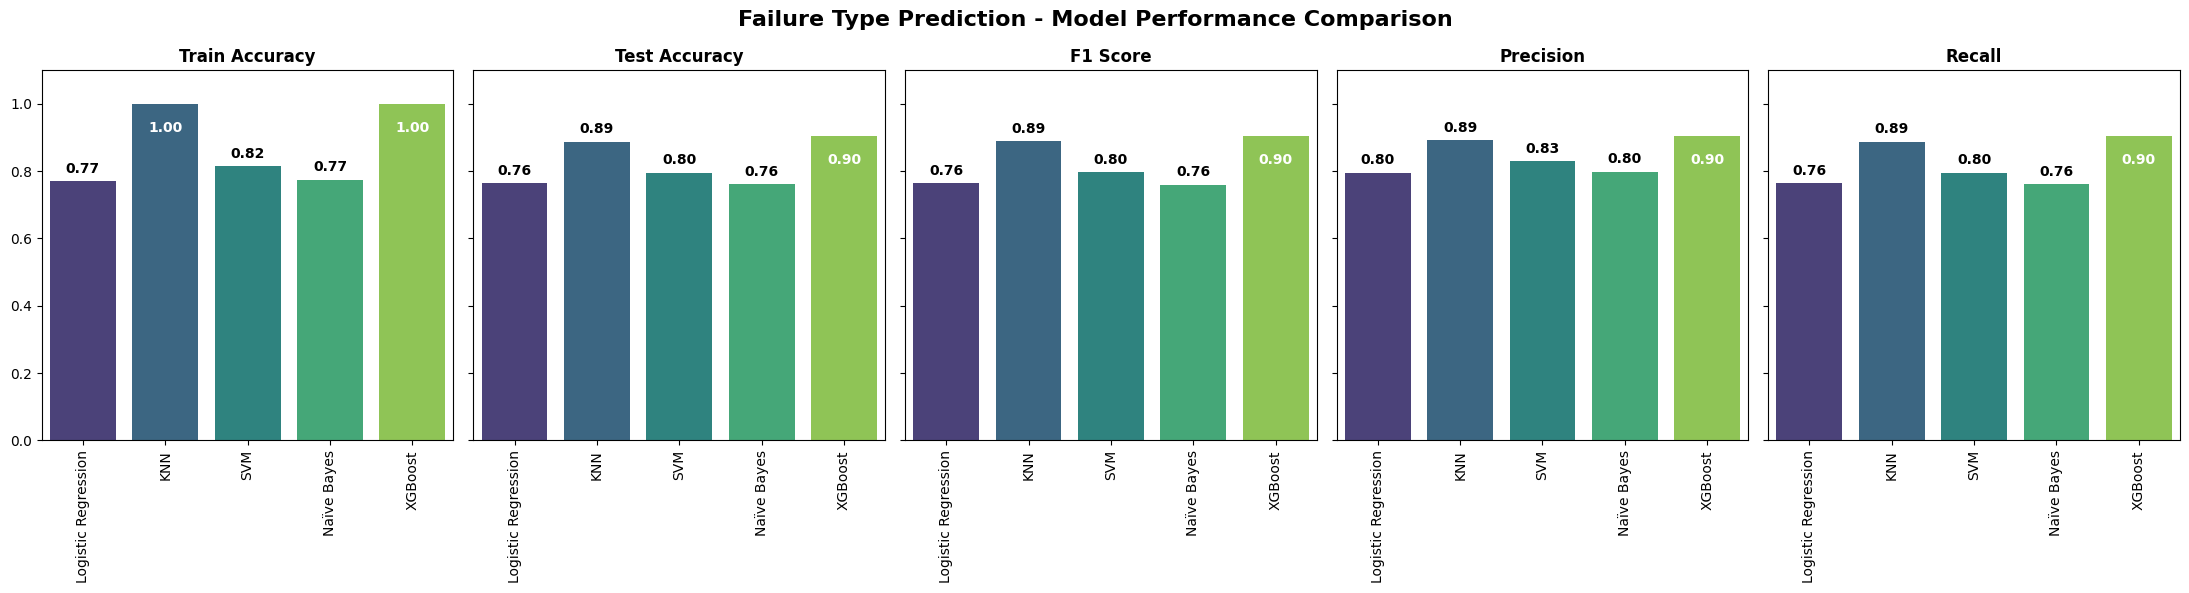 Failure Type Prediction - Model Performance Comparison
Train Accuracy
1.0
0.8
0.6
0.4
0.2
0.0
0.77
1.00
0.82
0.77
1.00
Logistic Regression
KNN
SVM
Naïve Bayes
XGBoost
Test Accuracy
0.76
0.89
0.80
0.76
0.90
Logistic Regression
KNN
SVM
Naïve Bayes
XGBoost
F1 Score
0.76
0.89
0.80
0.76
0.90
Logistic Regression
KNN
SVM
Naïve Bayes
XGBoost
Precision
0.80
0.89
0.83
0.80
0.90
Logistic Regression
KNN
SVM
Naïve Bayes
XGBoost
Recall
0.76
0.89
0.80
0.76
0.90
Logistic Regression
KNN
SVM
Naïve Bayes
XGBoost